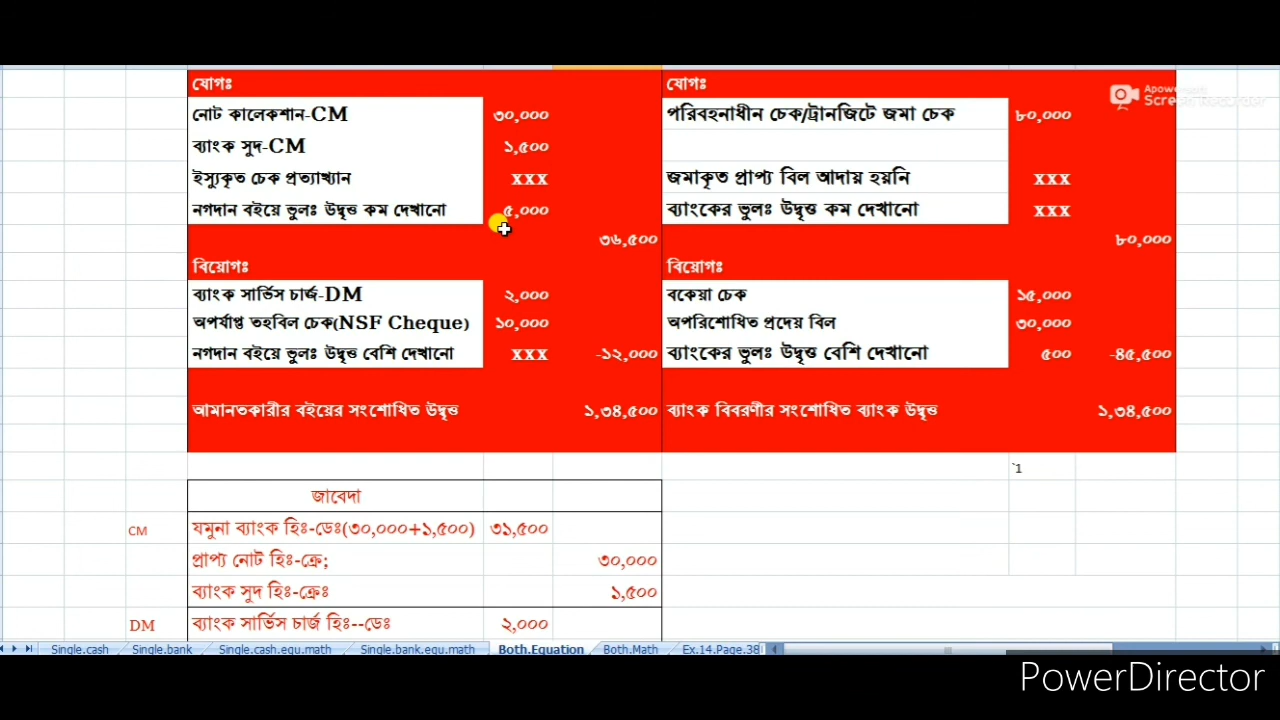 যোগঃ যোগঃ
নোট কালেকশান-CM ৩০,০০০ পরিবহনাধীন চেক/ট্রানজিটে জমা চেক ৮০,০০০
Apowersoft
Screen Recorder
ব্যাংক সুদ-CM ১,৫০০
ইস্যুকৃত চেক প্রত্যাখ্যান XXX জমাকৃত প্রাপ্য বিল আদায় হয়নি XXX
নগদান বইয়ে ভুলঃ উদ্বৃত্ত কম দেখানো ৫,০০০ ব্যাংকের ভুলঃ উদ্বৃত্ত কম দেখানো XXX
৩৬,৫০০ ৮০,০০০
বিয়োগঃ বিয়োগঃ
ব্যাংক সার্ভিস চার্জ-DM ২,০০০ বকেয়া চেক ১৫,০০০
অপর্যাপ্ত তহবিল চেক(NSF Cheque) ১০,০০০ অপরিশোধিত প্রদেয় বিল ৩০,০০০
নগদান বইয়ে ভুলঃ উদ্বৃত্ত বেশি দেখানো XXX -১২,০০০ ব্যাংকের ভুলঃ উদ্বৃত্ত বেশি দেখানো ৫০০ -৪৫,৫০০
আমানতকারীর বইয়ের সংশোধিত উদ্বৃত্ত ১,৩৪,৫০০ ব্যাংক বিবরণীর সংশোধিত ব্যাংক উদ্বৃত্ত ১,৩৪,৫০০
`1
জাবেদা
CM যমুনা ব্যাংক হিঃ-ডেঃ(৩০,০০০+১,৫০০) ৩১,৫০০
প্রাপ্য নোট হিঃ-ক্রে; ৩০,০০০
ব্যাংক সুদ হিঃ-ক্রেঃ ১,৫০০
DM ব্যাংক সার্ভিস চার্জ হিঃ--ডেঃ ২,০০০
Single.cash Single.bank Single.cash.equ.math Single.bank.equ.math Both.Equation Both.Math Ex.14.Page.38
PowerDirector